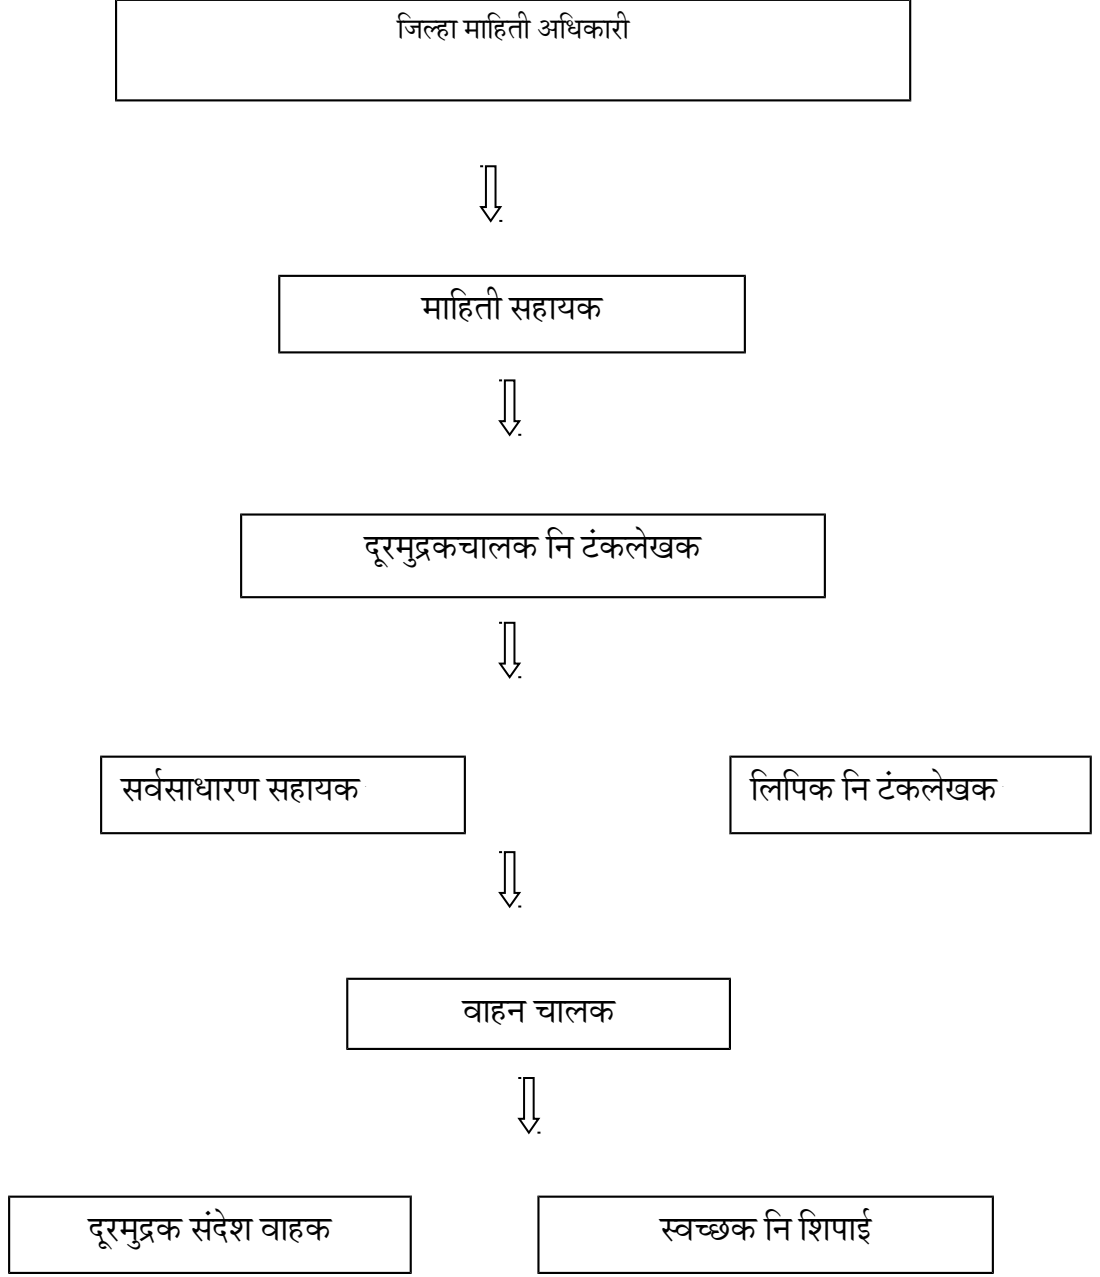 जिल्हा माहिती अधिकारी
माहिती सहायक
दूरमुद्रकचालक नि टंकलेखक
सर्वसाधारण सहायक
लिपिक नि टंकलेखक
वाहन चालक
दूरमुद्रक संदेश वाहक
स्वच्छक नि शिपाई